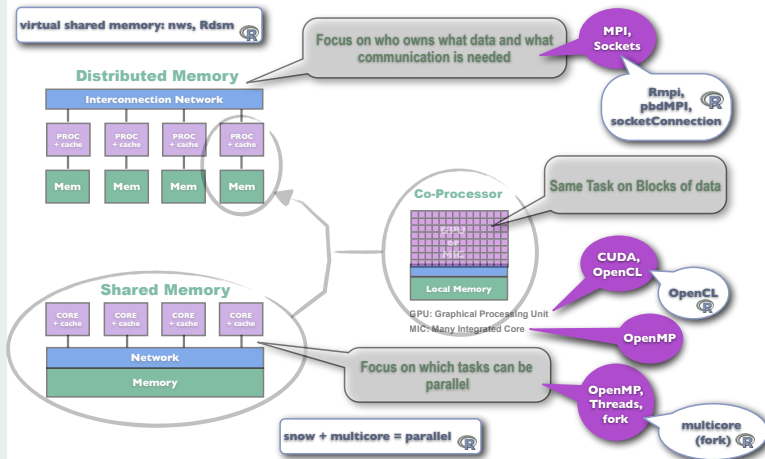 virtual shared memory: nws, Rdsm
R
Focus on who owns what data and what
communication is needed
MPI,
Sockets
Rmpi,
pbdMPI,
socketConnection
R
Distributed Memory
Interconnection Network
PROC
+ cache
PROC
+ cache
PROC
+ cache
PROC
+ cache
Mem
Mem
Mem
Mem
Co-Processor
GPU
or
MIC
Local Memory
Same Task on Blocks of data
GPU: Graphical Processing Unit
MIC: Many Integrated Core
CUDA,
OpenCL
OpenCL
R
OpenMP
Shared Memory
CORE
+ cache
CORE
+ cache
CORE
+ cache
CORE
+ cache
Network
Memory
Focus on which tasks can be
parallel
OpenMP,
Threads,
fork
multicore
(fork)
R
snow + multicore = parallel
R